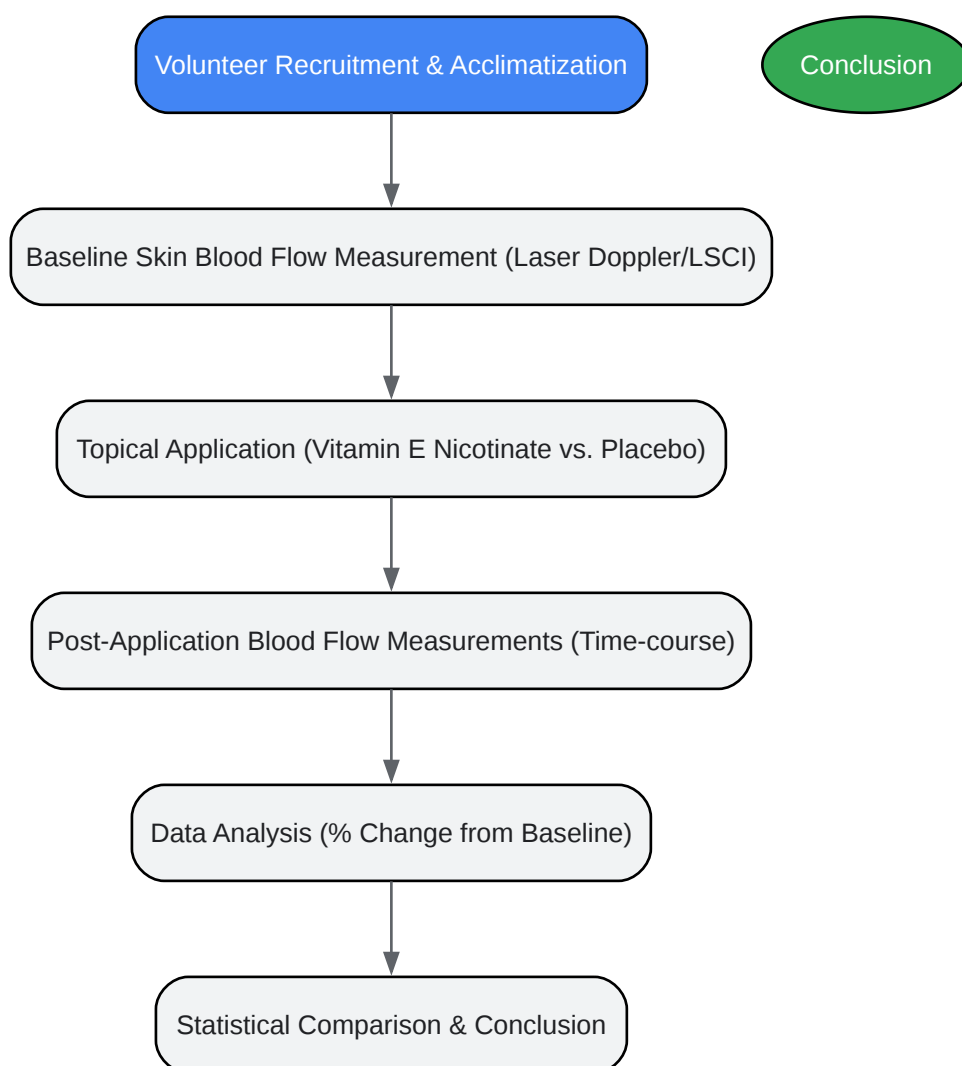 Volunteer Recruitment & Acclimatization
Conclusion
Baseline Skin Blood Flow Measurement (Laser Doppler/LSCI)
Topical Application (Vitamin E Nicotinate vs. Placebo)
Post-Application Blood Flow Measurements (Time-course)
Data Analysis (% Change from Baseline)
Statistical Comparison & Conclusion